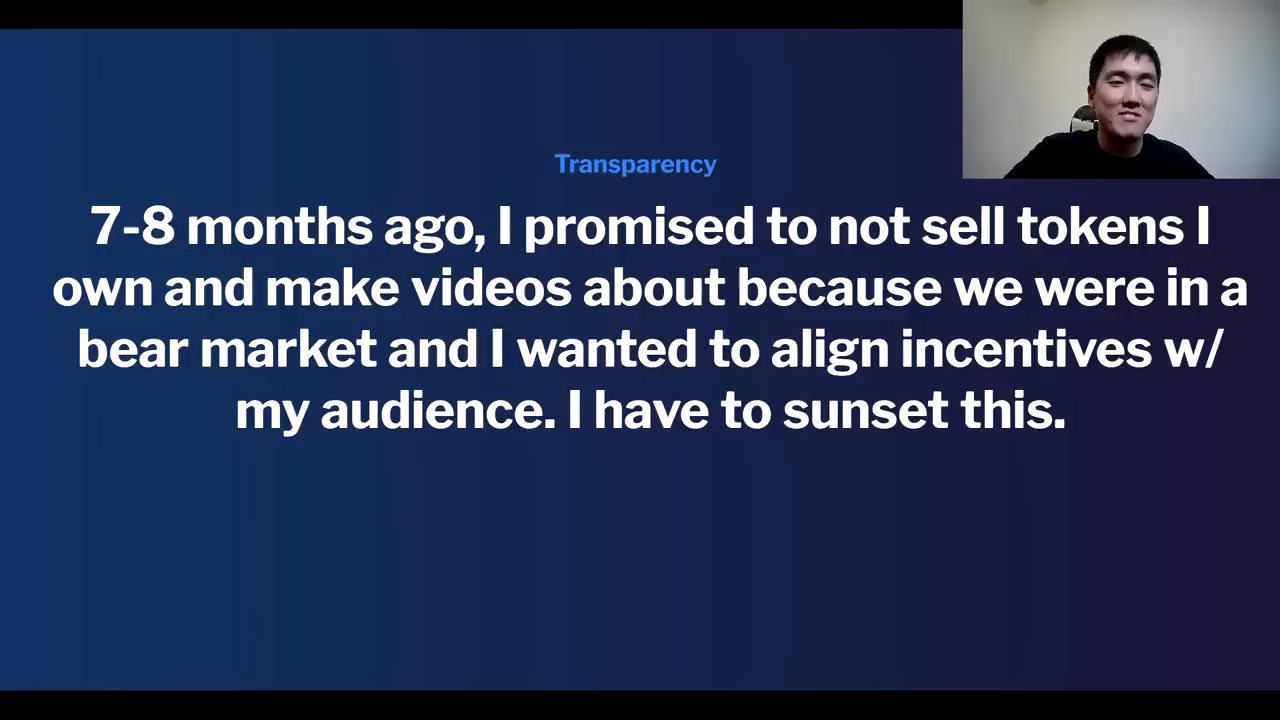 Transparency
7-8 months ago, I promised to not sell tokens I
own and make videos about because we were in a
bear market and I wanted to align incentives w/
my audience. I have to sunset this.